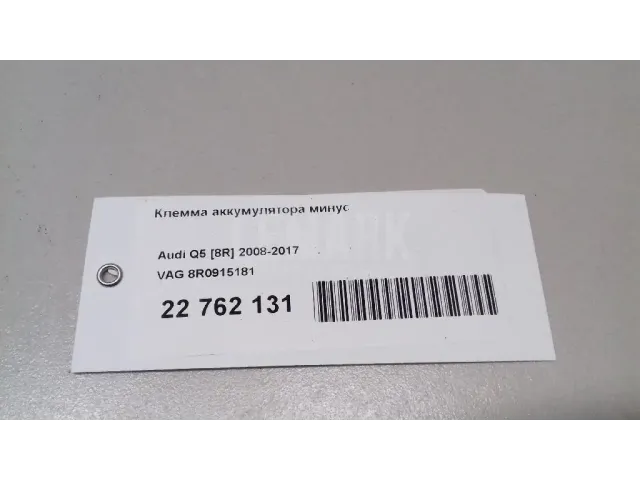 Клемма аккумулятора минус
Audi Q5 [8R] 2008-2017
VAG 8R0915181
22 762 131